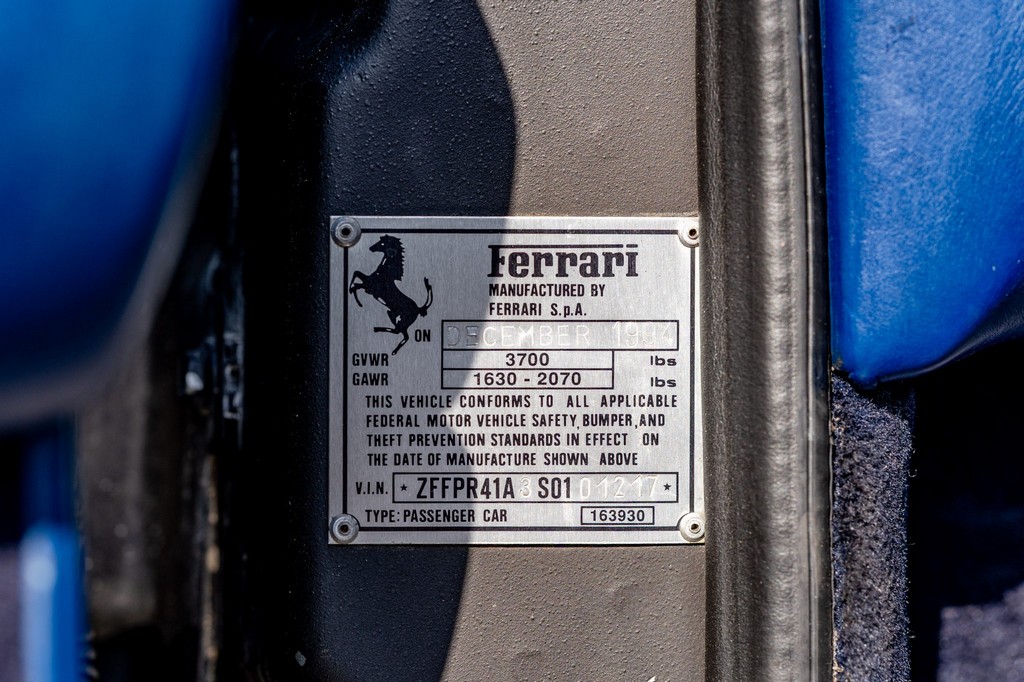 Ferrari
MANUFACTURED BY
FERRARI S.p.A.
ON DECEMBER 1994
GVWR 3700 lbs
GAWR 1630 - 2070 lbs
THIS VEHICLE CONFORMS TO ALL APPLICABLE
FEDERAL MOTOR VEHICLE SAFETY, BUMPER, AND
THEFT PREVENTION STANDARDS IN EFFECT ON
THE DATE OF MANUFACTURE SHOWN ABOVE
V.I.N. * ZFFPR41A3S0101217 *
TYPE: PASSENGER CAR 163930